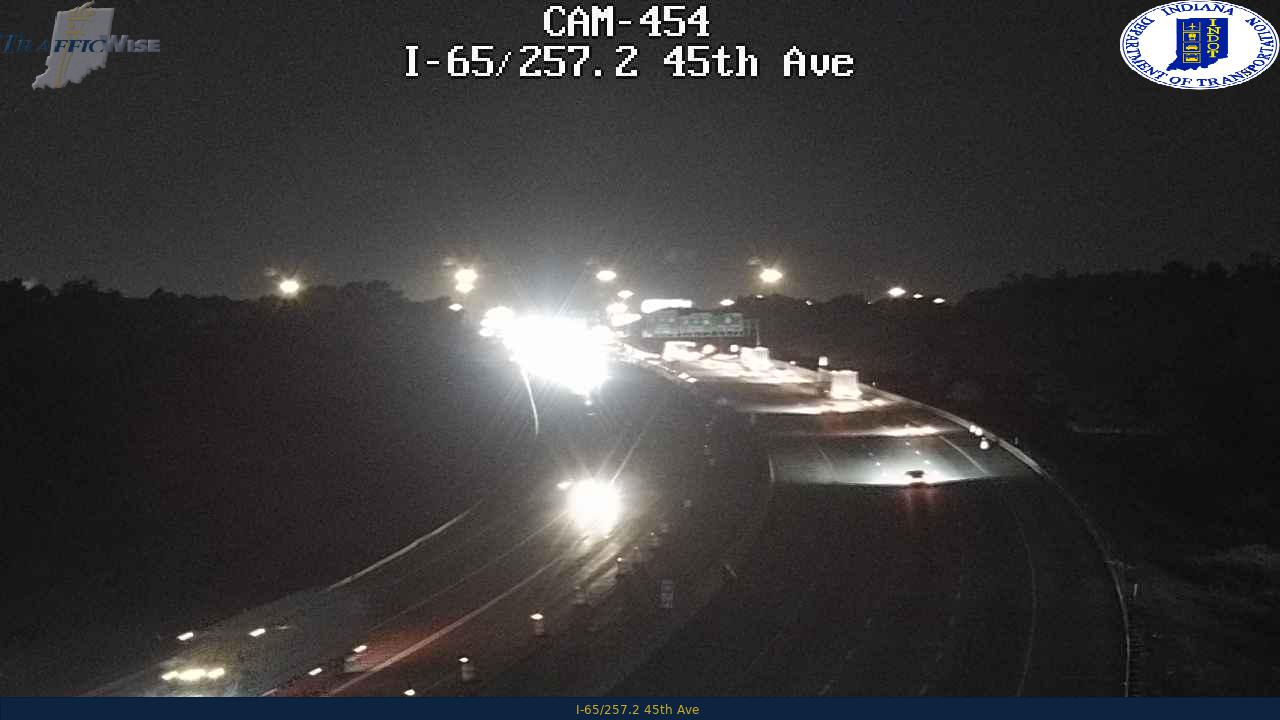 CAM-454
I-65/257.2 45th Ave
TRAFFICWISE
INDIANA
DEPARTMENT OF TRANSPORTATION
INDOT
I-65/257.2 45th Ave